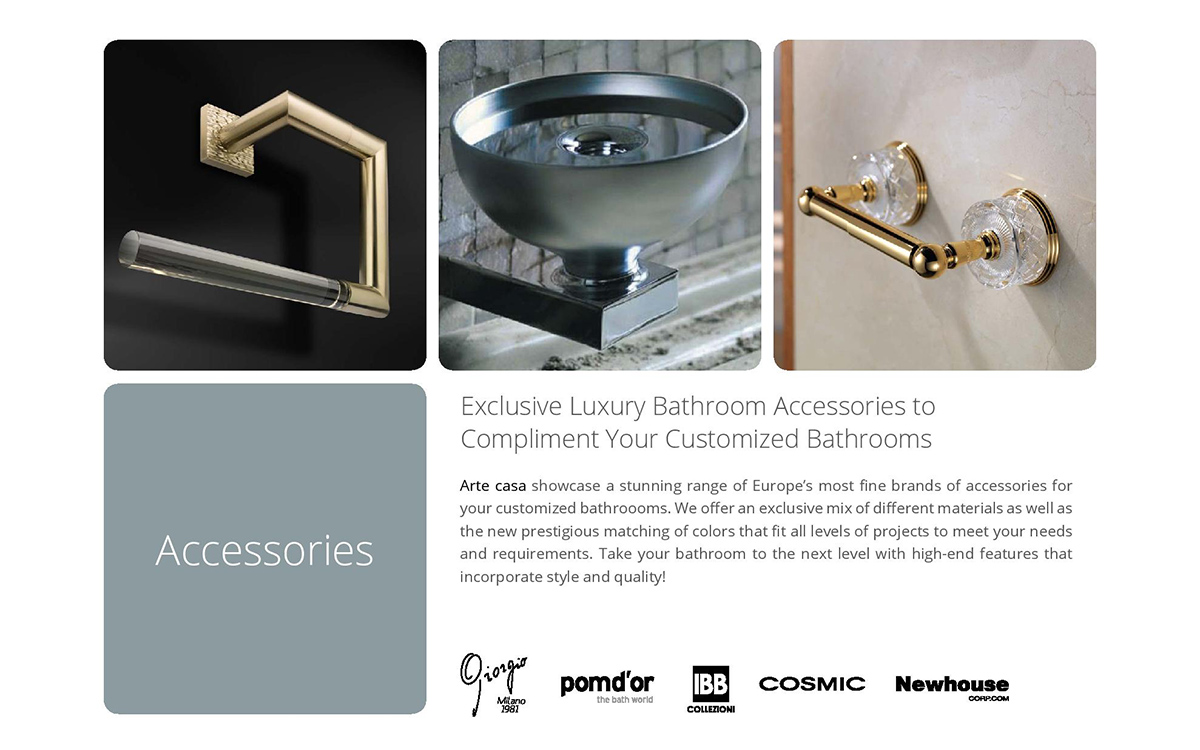 Exclusive Luxury Bathroom Accessories to
Compliment Your Customized Bathrooms
Arte casa showcase a stunning range of Europe's most fine brands of accessories for
your customized bathroooms. We offer an exclusive mix of different materials as well as
the new prestigious matching of colors that fit all levels of projects to meet your needs
and requirements. Take your bathroom to the next level with high-end features that
incorporate style and quality!
Accessories
Giorgio
Milano
1981
pomd'or
the bath world
IBB
COLLEZIONI
COSMIC
Newhouse
CORP.COM